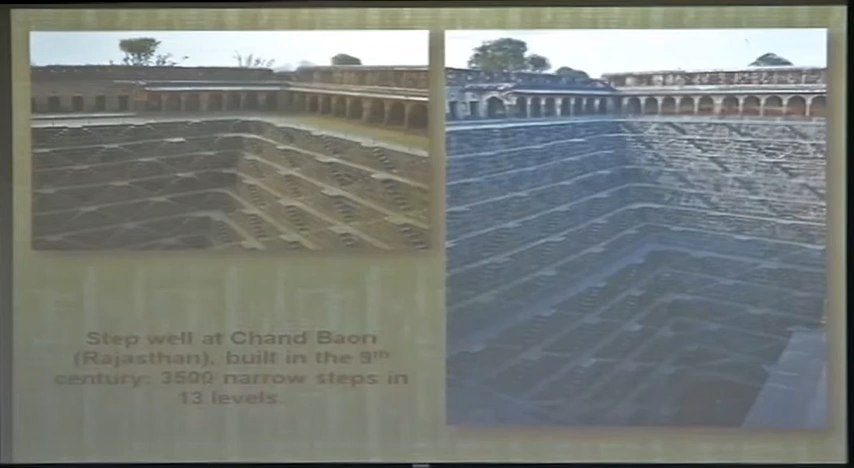 Step well at Chand Baori
(Rajasthan), built in the 9th
century: 3500 narrow steps in
13 levels.